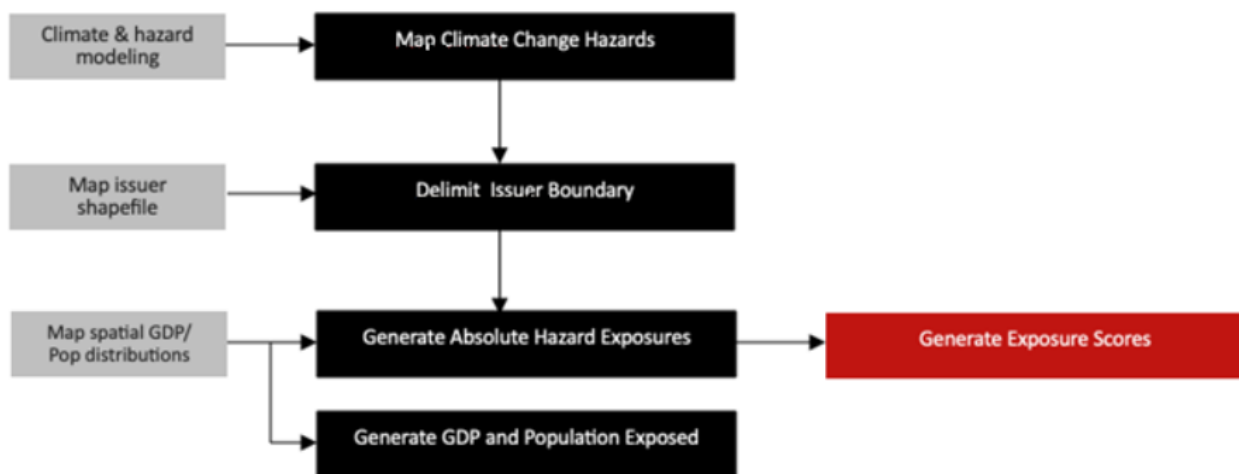 Climate & hazard
modeling
Map Climate Change Hazards
Map issuer
shapefile
Delimit Issuer Boundary
Map spatial GDP/
Pop distributions
Generate Absolute Hazard Exposures
Generate Exposure Scores
Generate GDP and Population Exposed